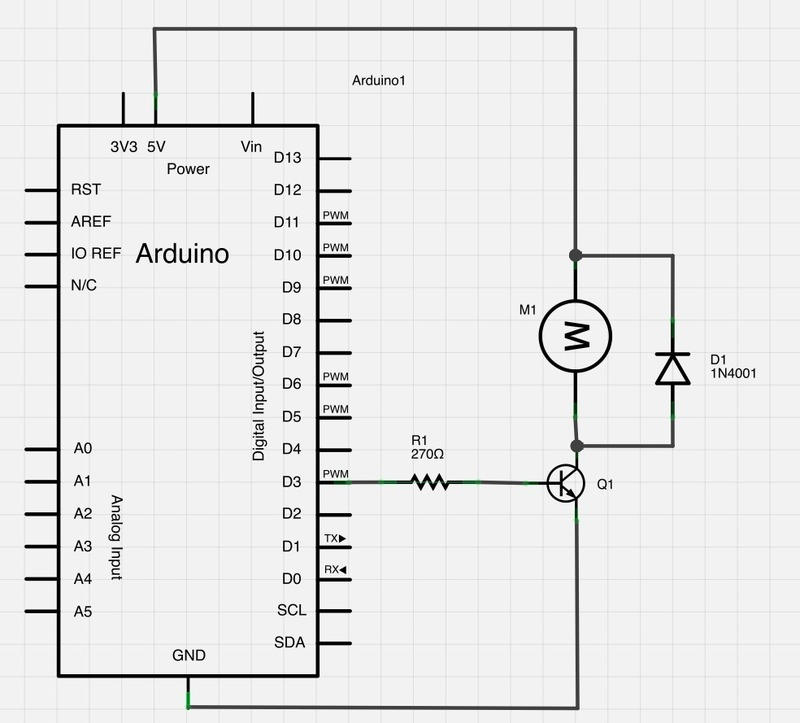 Arduino1
3V3 5V Vin
Power
D13
RST D12
AREF D11 PWM
IO REF Arduino D10 PWM
N/C D9 PWM
D8
M1
M
D7
D1
1N4001
D6 PWM
D5 PWM
Digital Input/Output
R1
270Ω
A0 D4
A1 D3 PWM
Q1
A2 D2
Analog Input
A3 D1 TX▶
A4 D0 RX◀
A5 SCL
SDA
GND